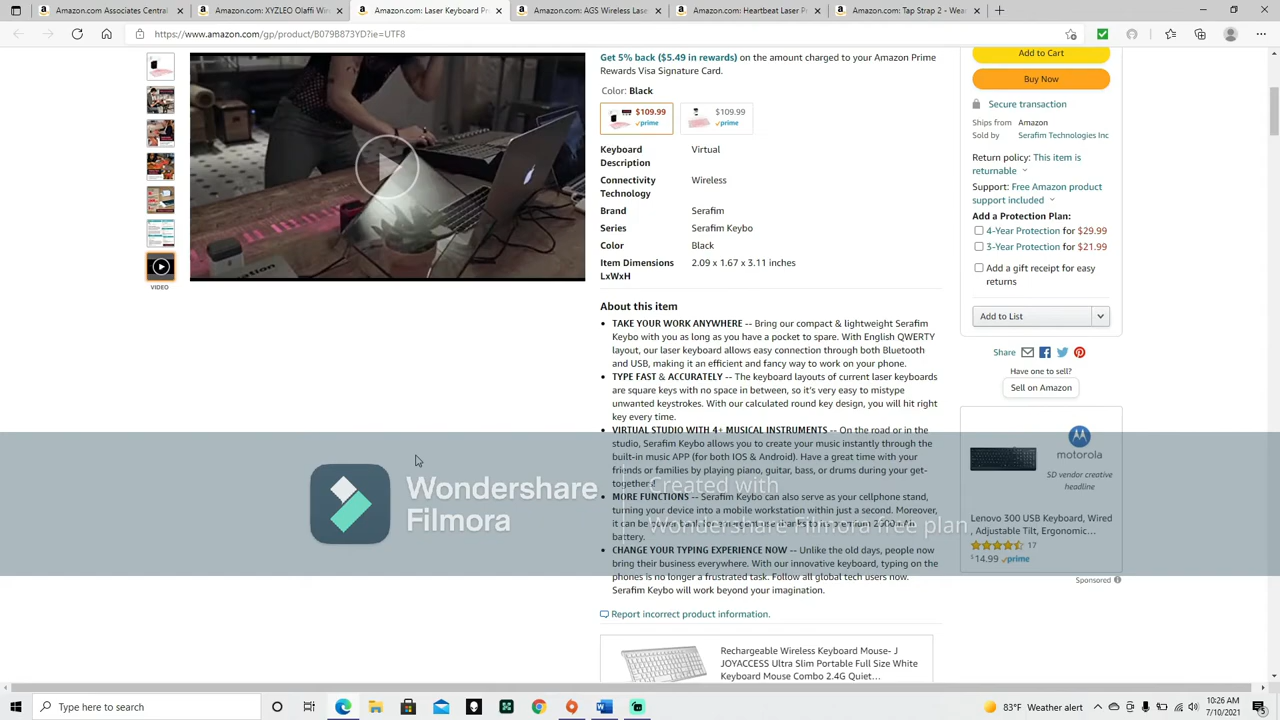 Amazon.com: Associates Central
Amazon.com: XYZLEO Olaffi Wir
Amazon.com: Laser Keyboard Pr
Amazon.com: AGS Wireless Lase
Amazon.com: Heartbeat Laser Pr
Amazon.com: Tap Strap 2 - Wea
https://www.amazon.com/gp/product/B079B873YD?ie=UTF8
VIDEO
Get 5% back ($5.49 in rewards) on the amount charged to your Amazon Prime
Rewards Visa Signature Card.
Color: Black
$109.99
prime
$109.99
prime
Keyboard Description Virtual
Connectivity Technology Wireless
Brand Serafim
Series Serafim Keybo
Color Black
Item Dimensions LxWxH 2.09 x 1.67 x 3.11 inches
About this item
TAKE YOUR WORK ANYWHERE -- Bring our compact & lightweight Serafim
Keybo with you as long as you have a pocket to spare. With English QWERTY
layout, our laser keyboard allows easy connection through both Bluetooth
and USB, making it an efficient and fancy way to work on your phone.
TYPE FAST & ACCURATELY -- The keyboard layouts of current laser keyboards
are square keys with no space in between, so it's very easy to mistype
unwanted keystrokes. With our calculated round key design, you will hit right
key every time.
VIRTUAL STUDIO WITH 4+ MUSICAL INSTRUMENTS -- On the road or in the
studio, Serafim Keybo allows you to create your music instantly through the
built-in music APP (for both IOS & Android). Have a great time with your
friends or families by playing piano, guitar, bass, or drums during your get-
together!
MORE FUNCTIONS -- Serafim Keybo can also serve as your cellphone stand,
turning your device into a mobile workstation within just a second. Moreover,
it can be power bank for emergent use thanks to its premium
battery.
CHANGE YOUR TYPING EXPERIENCE NOW -- Unlike the old days, people now
bring their business everywhere. With our innovative keyboard, typing on the
phones is no longer a frustrated task. Follow all global tech users now.
Serafim Keybo will work beyond your imagination.
Report incorrect product information.
Rechargeable Wireless Keyboard Mouse- J
JOYACCESS Ultra Slim Portable Full Size White
Keyboard Mouse Combo 2.4G Quiet...
Add to Cart
Buy Now
Secure transaction
Ships from Amazon
Sold by Serafim Technologies Inc
Return policy: This item is
returnable
Support: Free Amazon product
support included
Add a Protection Plan:
4-Year Protection for $29.99
3-Year Protection for $21.99
Add a gift receipt for easy
returns
Add to List
Share
Have one to sell?
Sell on Amazon
motorola
SD vendor creative
headline
Lenovo 300 USB Keyboard, Wired
, Adjustable Tilt, Ergonomic...
17
$14.99 prime
Sponsored
Wondershare
Filmora
Created with
Wondershare Filmora free plan
Type here to search
83°F Weather alert
10:26 AM
7/10/2021